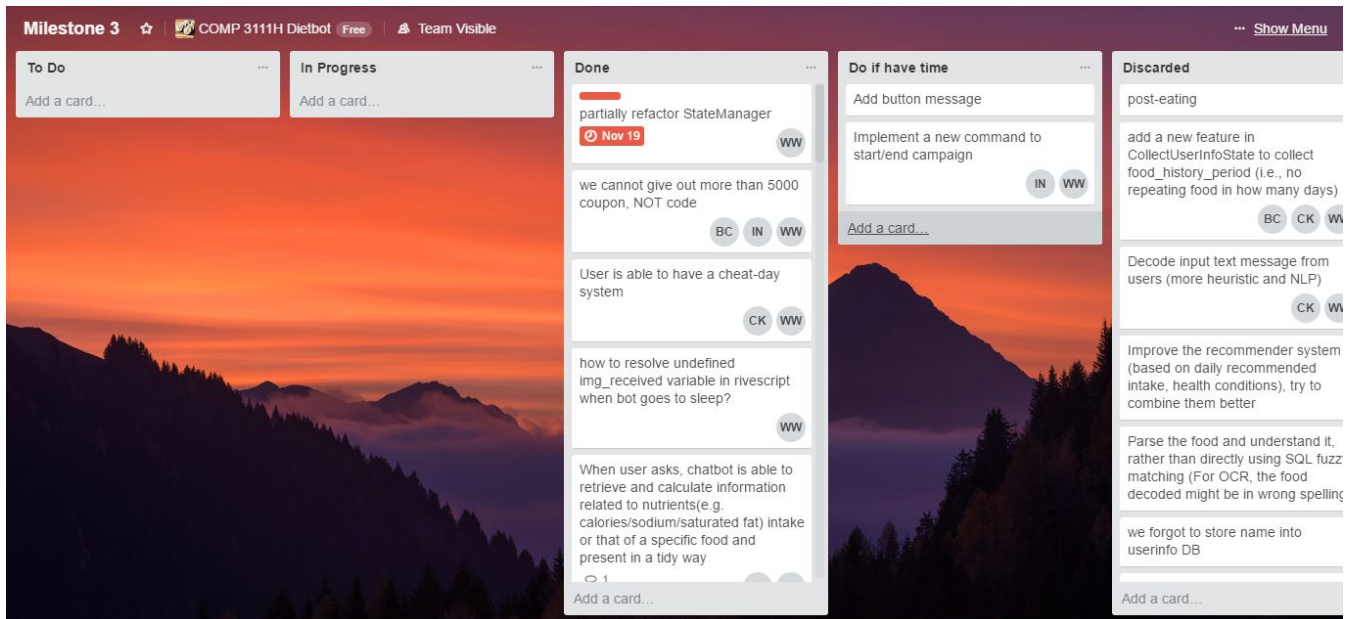 Milestone 3
COMP 3111H Dietbot Free
Team Visible
··· Show Menu
To Do
Add a card...
In Progress
Add a card...
Done
partially refactor StateManager
Nov 19
WW
we cannot give out more than 5000
coupon, NOT code
BC IN WW
User is able to have a cheat-day
system
CK WW
how to resolve undefined
img_received variable in rivescript
when bot goes to sleep?
WW
When user asks, chatbot is able to
retrieve and calculate information
related to nutrients(e.g.
calories/sodium/saturated fat) intake
or that of a specific food and
present in a tidy way
1
Add a card...
Do if have time
Add button message
Implement a new command to
start/end campaign
IN WW
Add a card...
Discarded
post-eating
add a new feature in
CollectUserInfoState to collect
food_history_period (i.e., no
repeating food in how many days)
BC CK
Decode input text message from
users (more heuristic and NLP)
CK
Improve the recommender system
(based on daily recommended
intake, health conditions), try to
combine them better
Parse the food and understand it,
rather than directly using SQL fuzz
matching (For OCR, the food
decoded might be in wrong spelling
we forgot to store name into
userinfo DB
Add a card...